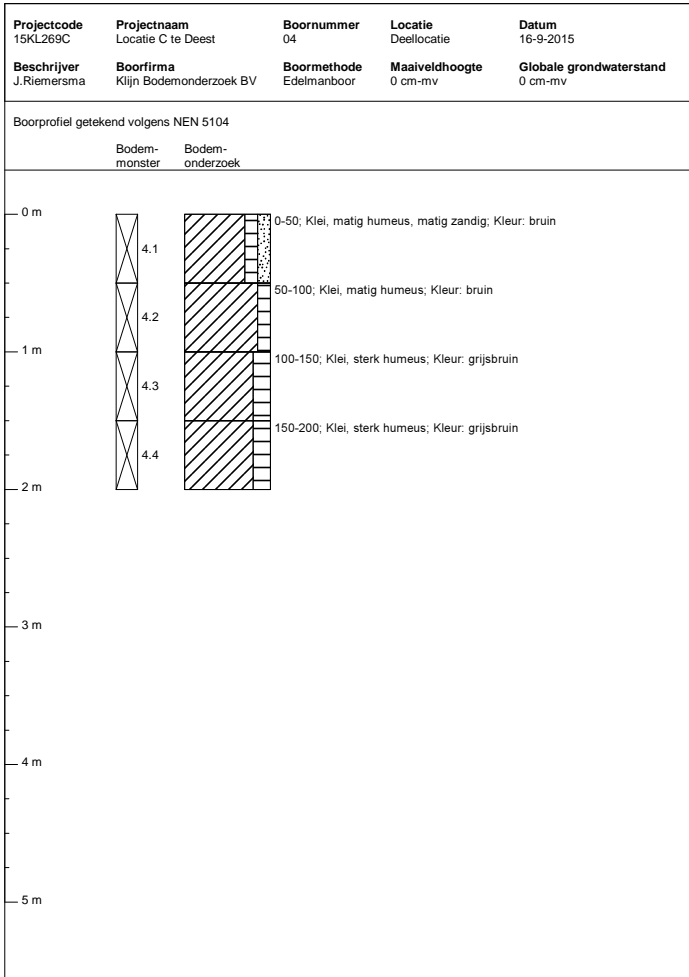 Projectcode Projectnaam Boornummer Locatie Datum
15KL269C Locatie C te Deest 04 Deellocatie 16-9-2015
Beschrijver Boorfirma Boormethode Maaiveldhoogte Globale grondwaterstand
J.Riemersma Klijn Bodemonderzoek BV Edelmanboor 0 cm-mv 0 cm-mv
Boorprofiel getekend volgens NEN 5104
Bodem- Bodem-
monster onderzoek
0 m
0-50; Klei, matig humeus, matig zandig; Kleur: bruin
4.1
50-100; Klei, matig humeus; Kleur: bruin
4.2
1 m
100-150; Klei, sterk humeus; Kleur: grijsbruin
4.3
150-200; Klei, sterk humeus; Kleur: grijsbruin
4.4
2 m
3 m
4 m
5 m